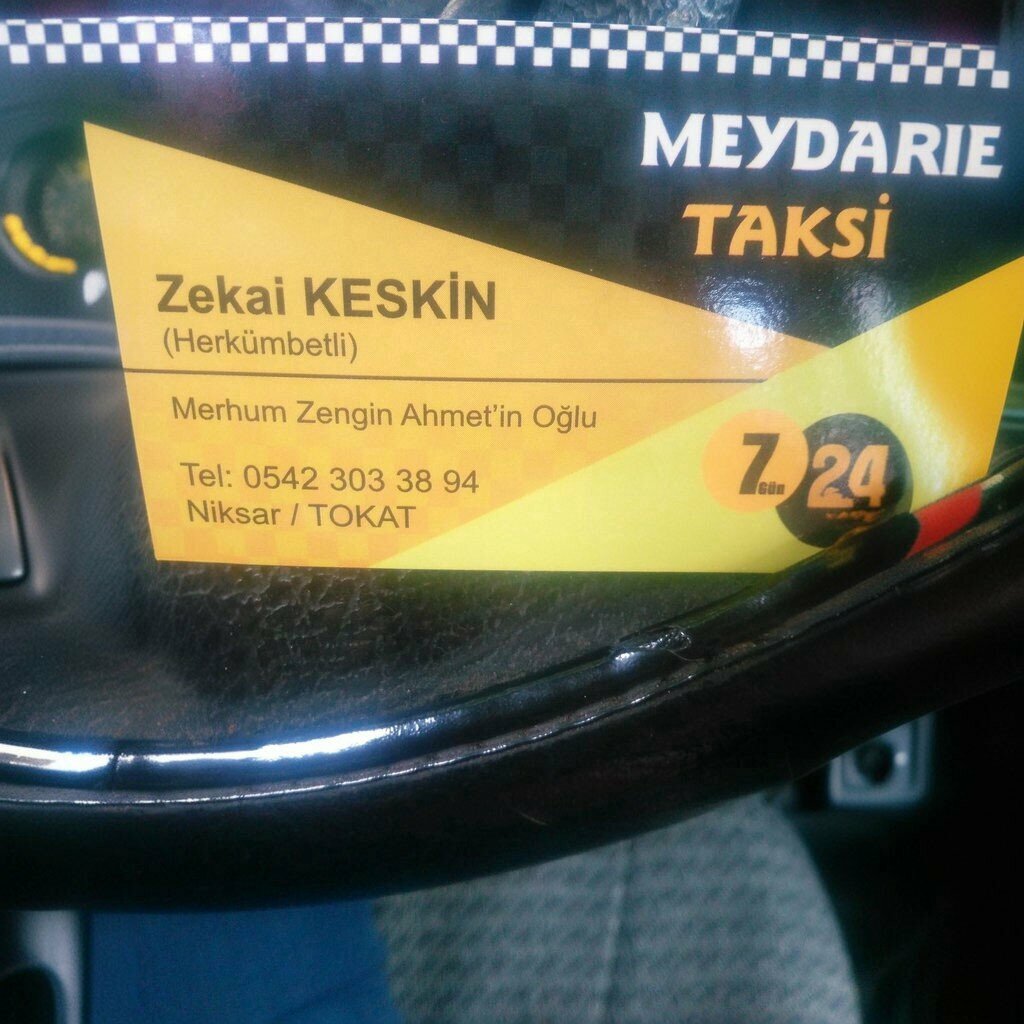 MEYDARIE
TAKSİ
Zekai KESKİN
(Herkümbetli)
Merhum Zengin Ahmet'in Oğlu
Tel: 0542 303 38 94
Niksar / TOKAT
7 Gün
24